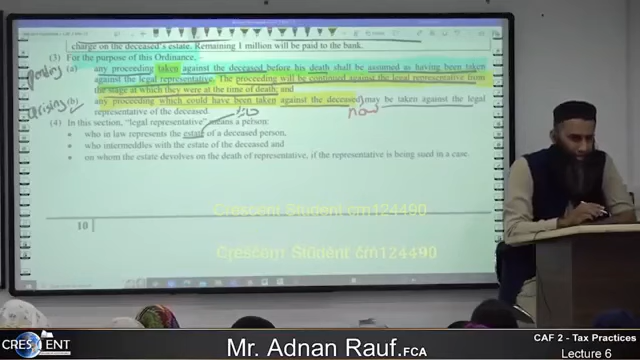 charge on the deceased's estate. Remaining 1 million will be paid to the bank.
(3) For the purpose of this Ordinance,
pending (a) any proceeding taken against the deceased before his death shall be assumed as having been taken
against the legal representative. The proceeding will be continued against the legal representative from
the stage at which they were at the time of death; and
arising (b) any proceeding which could have been taken against the deceased may be taken against the legal
representative of the deceased.
now
(4) In this section, "legal representative" means a person:
• who in law represents the estate of a deceased person,
• who intermeddles with the estate of the deceased and
• on whom the estate devolves on the death of representative, if the representative is being sued in a case.
Crescent Student cm124490
10
Crescent Student cm124490
CRESCENT
Mr. Adnan Rauf.FCA
CAF 2 - Tax Practices
Lecture 6